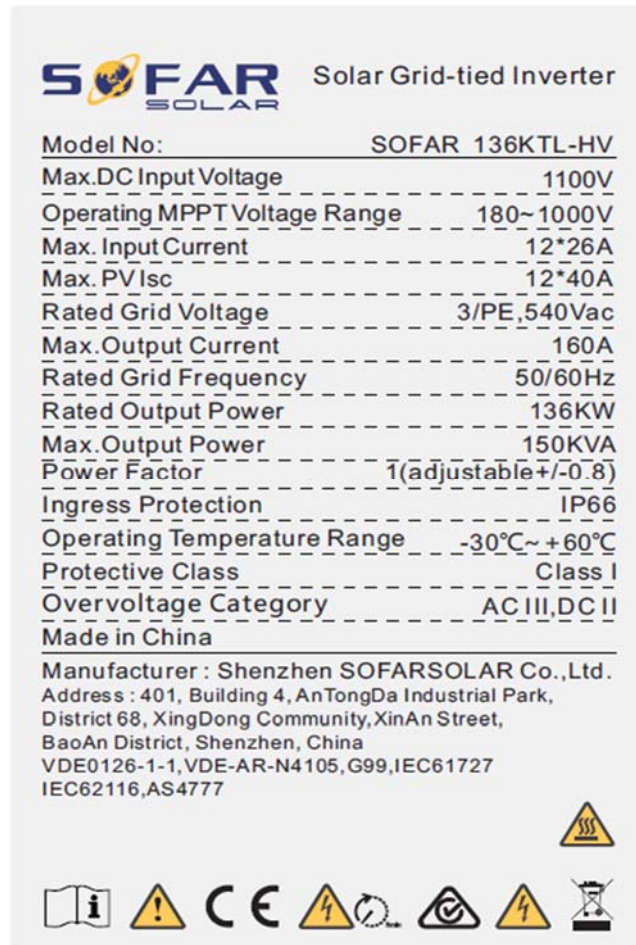 SOFAR
SOLAR
Solar Grid-tied Inverter
Model No: SOFAR 136KTL-HV
Max.DC Input Voltage 1100V
Operating MPPT Voltage Range 180~1000V
Max. Input Current 12*26A
Max. PV Isc 12*40A
Rated Grid Voltage 3/PE,540Vac
Max.Output Current 160A
Rated Grid Frequency 50/60Hz
Rated Output Power 136KW
Max.Output Power 150KVA
Power Factor 1(adjustable+/-0.8)
Ingress Protection IP66
Operating Temperature Range -30℃~+60℃
Protective Class Class I
Overvoltage Category AC III,DC II
Made in China
Manufacturer : Shenzhen SOFARSOLAR Co.,Ltd.
Address : 401, Building 4, AnTongDa Industrial Park,
District 68, XingDong Community,XinAn Street,
BaoAn District, Shenzhen, China
VDE0126-1-1,VDE-AR-N4105,G99,IEC61727
IEC62116,AS4777
i CE